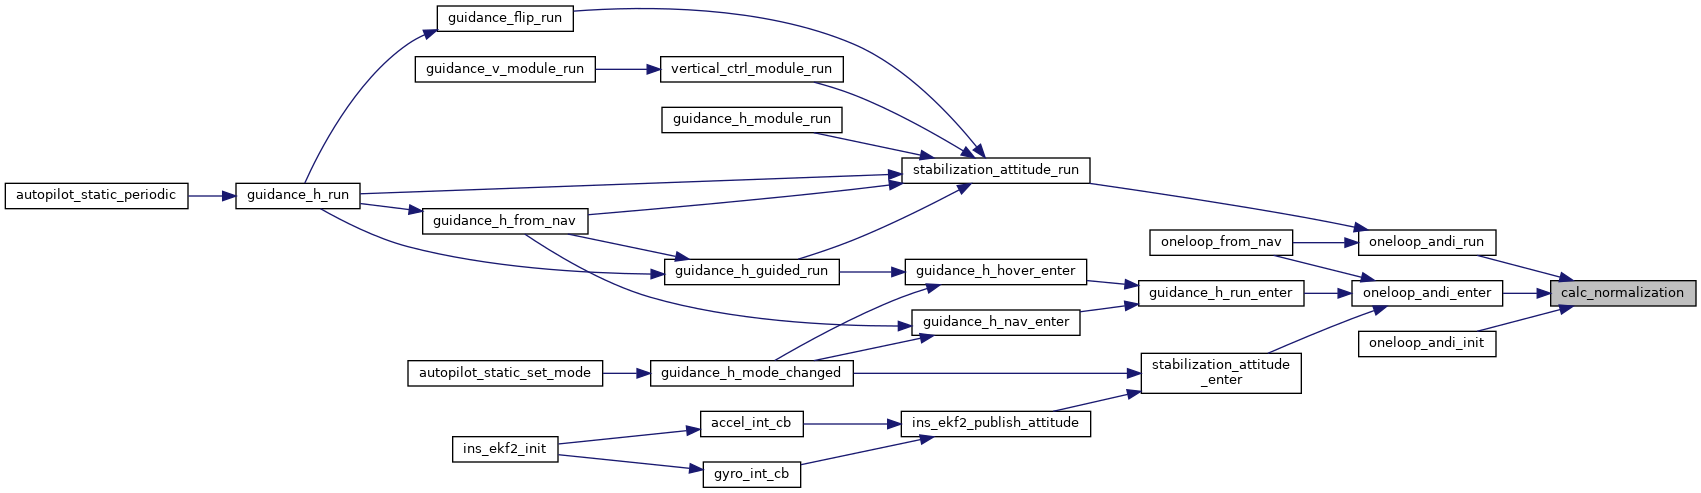 guidance_flip_run
guidance_v_module_run
vertical_ctrl_module_run
guidance_h_module_run
stabilization_attitude_run
autopilot_static_periodic
guidance_h_run
guidance_h_from_nav
oneloop_from_nav
oneloop_andi_run
guidance_h_guided_run
guidance_h_hover_enter
guidance_h_run_enter
oneloop_andi_enter
calc_normalization
guidance_h_nav_enter
oneloop_andi_init
autopilot_static_set_mode
guidance_h_mode_changed
stabilization_attitude
_enter
accel_int_cb
ins_ekf2_publish_attitude
ins_ekf2_init
gyro_int_cb